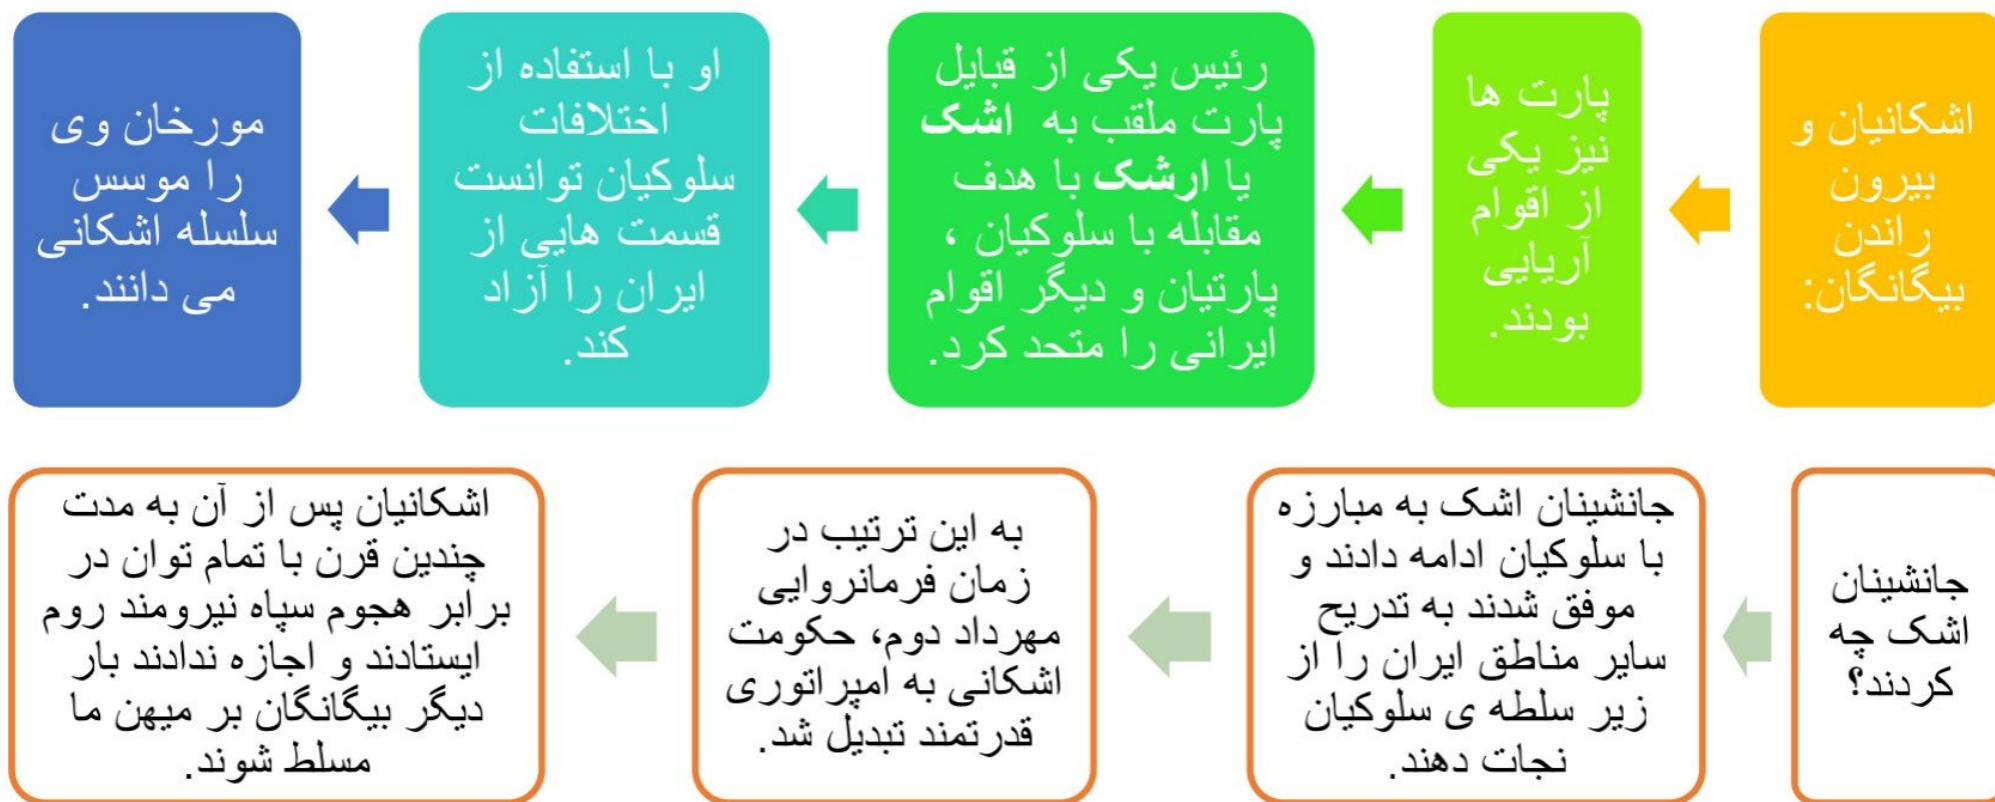 اشکانیان و
بیرون
راندن
بیگانگان:
پارت ها
نیز یکی
از اقوام
آریایی
بودند.
رئیس یکی از قبایل
پارت ملقب به اشک
یا ارشک با هدف
مقابله با سلوکیان ،
پارتیان و دیگر اقوام
ایرانی را متحد کرد.
او با استفاده از
اختلافات
سلوکیان توانست
قسمت هایی از
ایران را آزاد
کند.
مورخان وی
را موسس
سلسله اشکانی
می دانند.
جانشینان
اشک چه
کردند؟
جانشینان اشک به مبارزه
با سلوکیان ادامه دادند و
موفق شدند به تدریح
سایر مناطق ایران را از
زیر سلطه ی سلوکیان
نجات دهند.
به این ترتیب در
زمان فرمانروایی
مهرداد دوم، حکومت
اشکانی به امپراتوری
قدرتمند تبدیل شد.
اشکانیان پس از آن به مدت
چندین قرن با تمام توان در
برابر هجوم سپاه نیرومند روم
ایستادند و اجازه ندادند بار
دیگر بیگانگان بر میهن ما
مسلط شوند.